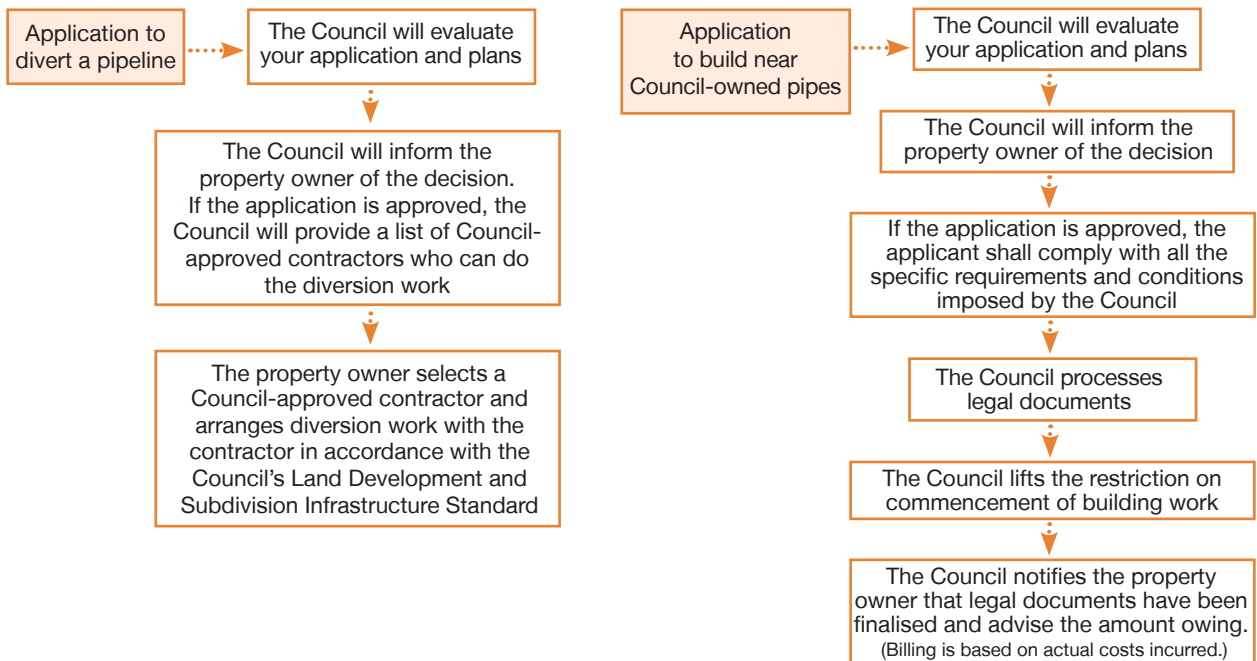 Application to
divert a pipeline
The Council will evaluate
your application and plans
The Council will inform the
property owner of the decision.
If the application is approved, the
Council will provide a list of Council-
approved contractors who can do
the diversion work
The property owner selects a
Council-approved contractor and
arranges diversion work with the
contractor in accordance with the
Council's Land Development and
Subdivision Infrastructure Standard
Application
to build near
Council-owned pipes
The Council will evaluate
your application and plans
The Council will inform the
property owner of the decision
If the application is approved, the
applicant shall comply with all the
specific requirements and conditions
imposed by the Council
The Council processes
legal documents
The Council lifts the restriction on
commencement of building work
The Council notifies the property
owner that legal documents have been
finalised and advise the amount owing.
(Billing is based on actual costs incurred.)